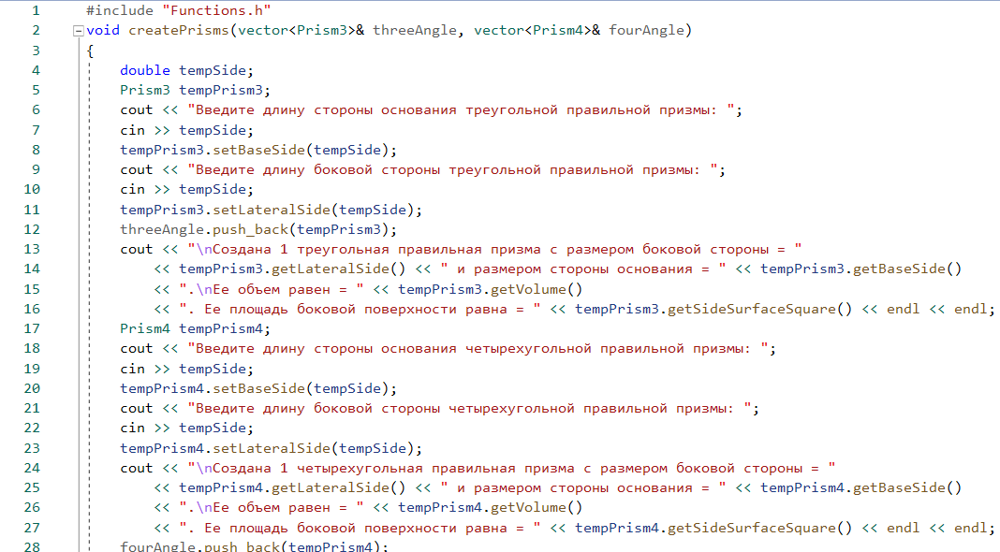 1 #include "Functions.h"
2 void createPrisms(vector<Prism3>& threeAngle, vector<Prism4>& fourAngle)
3 {
4 double tempSide;
5 Prism3 tempPrism3;
6 cout << "Введите длину стороны основания треугольной правильной призмы: ";
7 cin >> tempSide;
8 tempPrism3.setBaseSide(tempSide);
9 cout << "Введите длину боковой стороны треугольной правильной призмы: ";
10 cin >> tempSide;
11 tempPrism3.setLateralSide(tempSide);
12 threeAngle.push_back(tempPrism3);
13 cout << "\nСоздана 1 треугольная правильная призма с размером боковой стороны = "
14 << tempPrism3.getLateralSide() << " и размером стороны основания = " << tempPrism3.getBaseSide()
15 << ".\nЕе объем равен = " << tempPrism3.getVolume()
16 << ". Ее площадь боковой поверхности равна = " << tempPrism3.getSideSurfaceSquare() << endl << endl;
17 Prism4 tempPrism4;
18 cout << "Введите длину стороны основания четырехугольной правильной призмы: ";
19 cin >> tempSide;
20 tempPrism4.setBaseSide(tempSide);
21 cout << "Введите длину боковой стороны четырехугольной правильной призмы: ";
22 cin >> tempSide;
23 tempPrism4.setLateralSide(tempSide);
24 cout << "\nСоздана 1 четырехугольная правильная призма с размером боковой стороны = "
25 << tempPrism4.getLateralSide() << " и размером стороны основания = " << tempPrism4.getBaseSide()
26 << ".\nЕе объем равен = " << tempPrism4.getVolume()
27 << ". Ее площадь боковой поверхности равна = " << tempPrism4.getSideSurfaceSquare() << endl << endl;
28 fourAngle.push_back(tempPrism4);